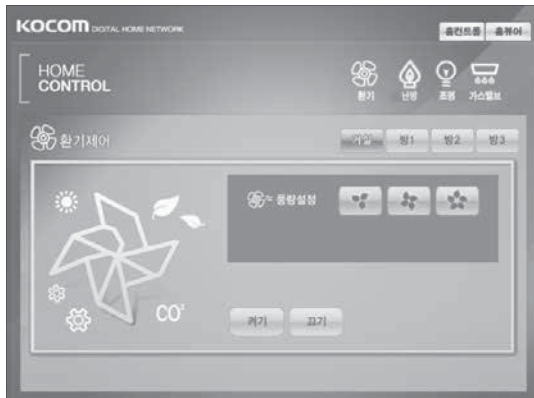 KOCOM DIGITAL HOME NETWORK
홈컨트롤 홈뷰어
HOME
CONTROL
환기 난방 조명 가스밸브
환기제어
거실 방1 방2 방3
풍량설정
CO²
켜기 끄기